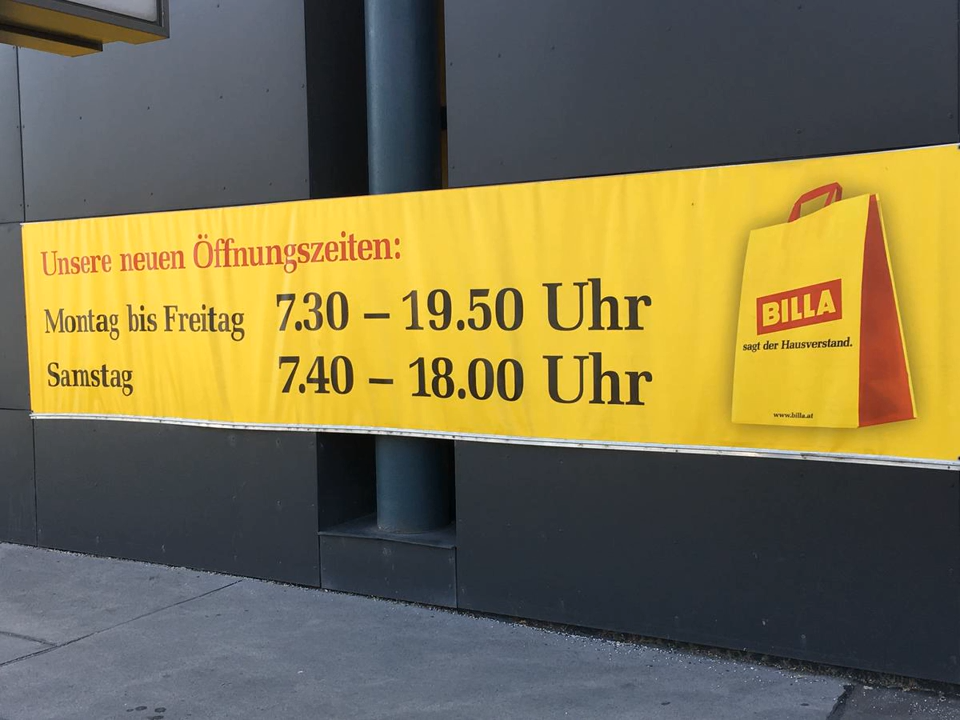 Unsere neuen Öffnungszeiten:
Montag bis Freitag 7.30 – 19.50 Uhr
Samstag 7.40 – 18.00 Uhr
BILLA
sagt der Hausverstand.
www.billa.at